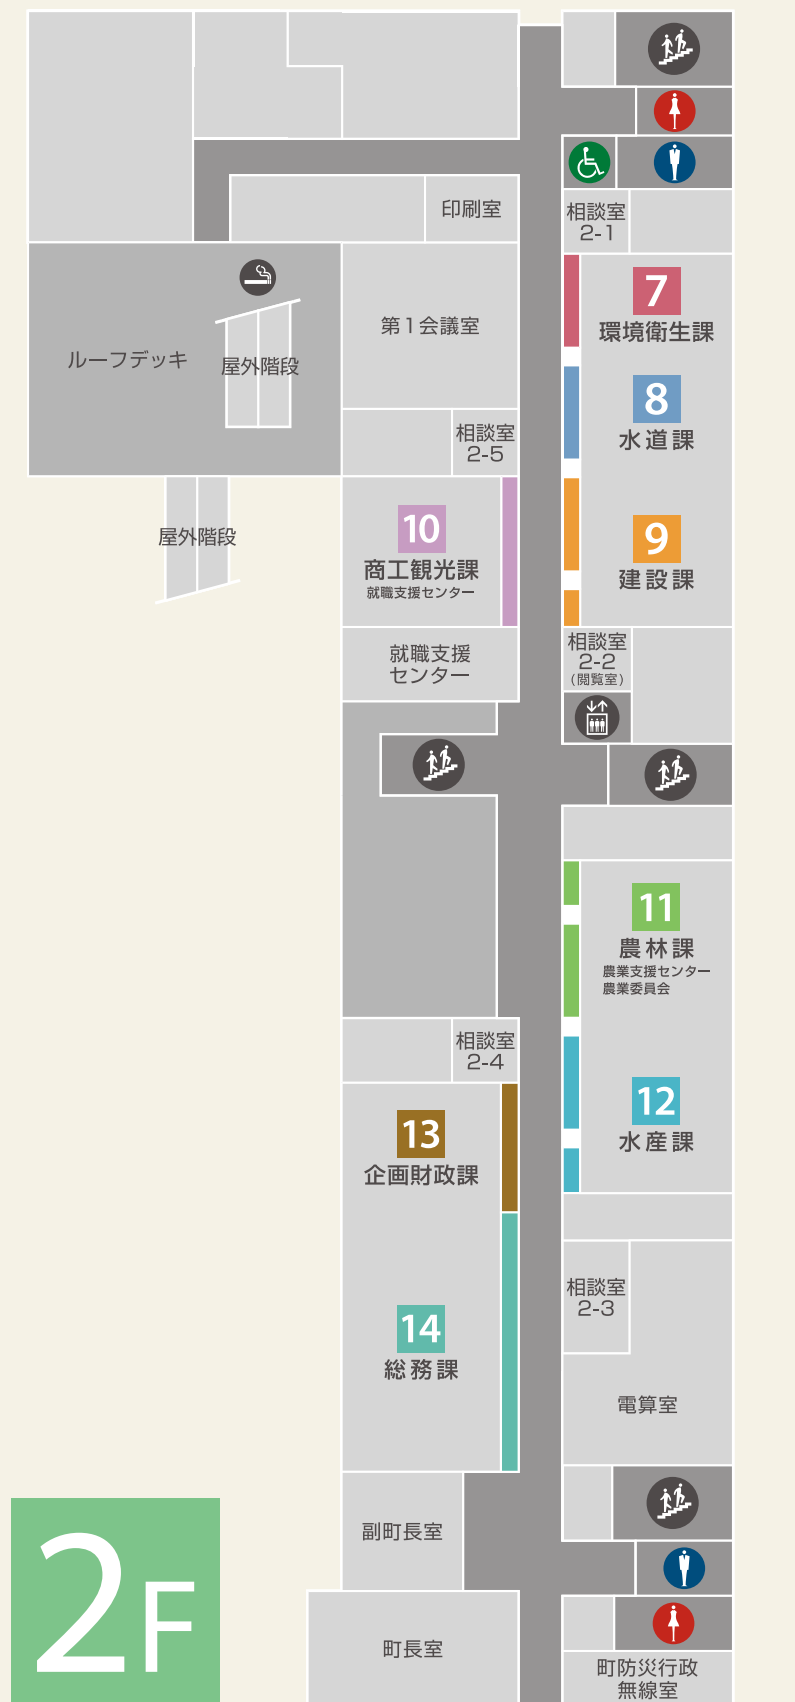 印刷室
相談室
2-1
7
環境衛生課
第1会議室
ルーフデッキ
屋外階段
8
水道課
相談室
2-5
10
商工観光課
就職支援センター
9
建設課
屋外階段
就職支援
センター
相談室
2-2
(閲覧室)
11
農林課
農業支援センター
農業委員会
相談室
2-4
12
水産課
13
企画財政課
相談室
2-3
14
総務課
電算室
副町長室
2F
町長室
町防災行政
無線室